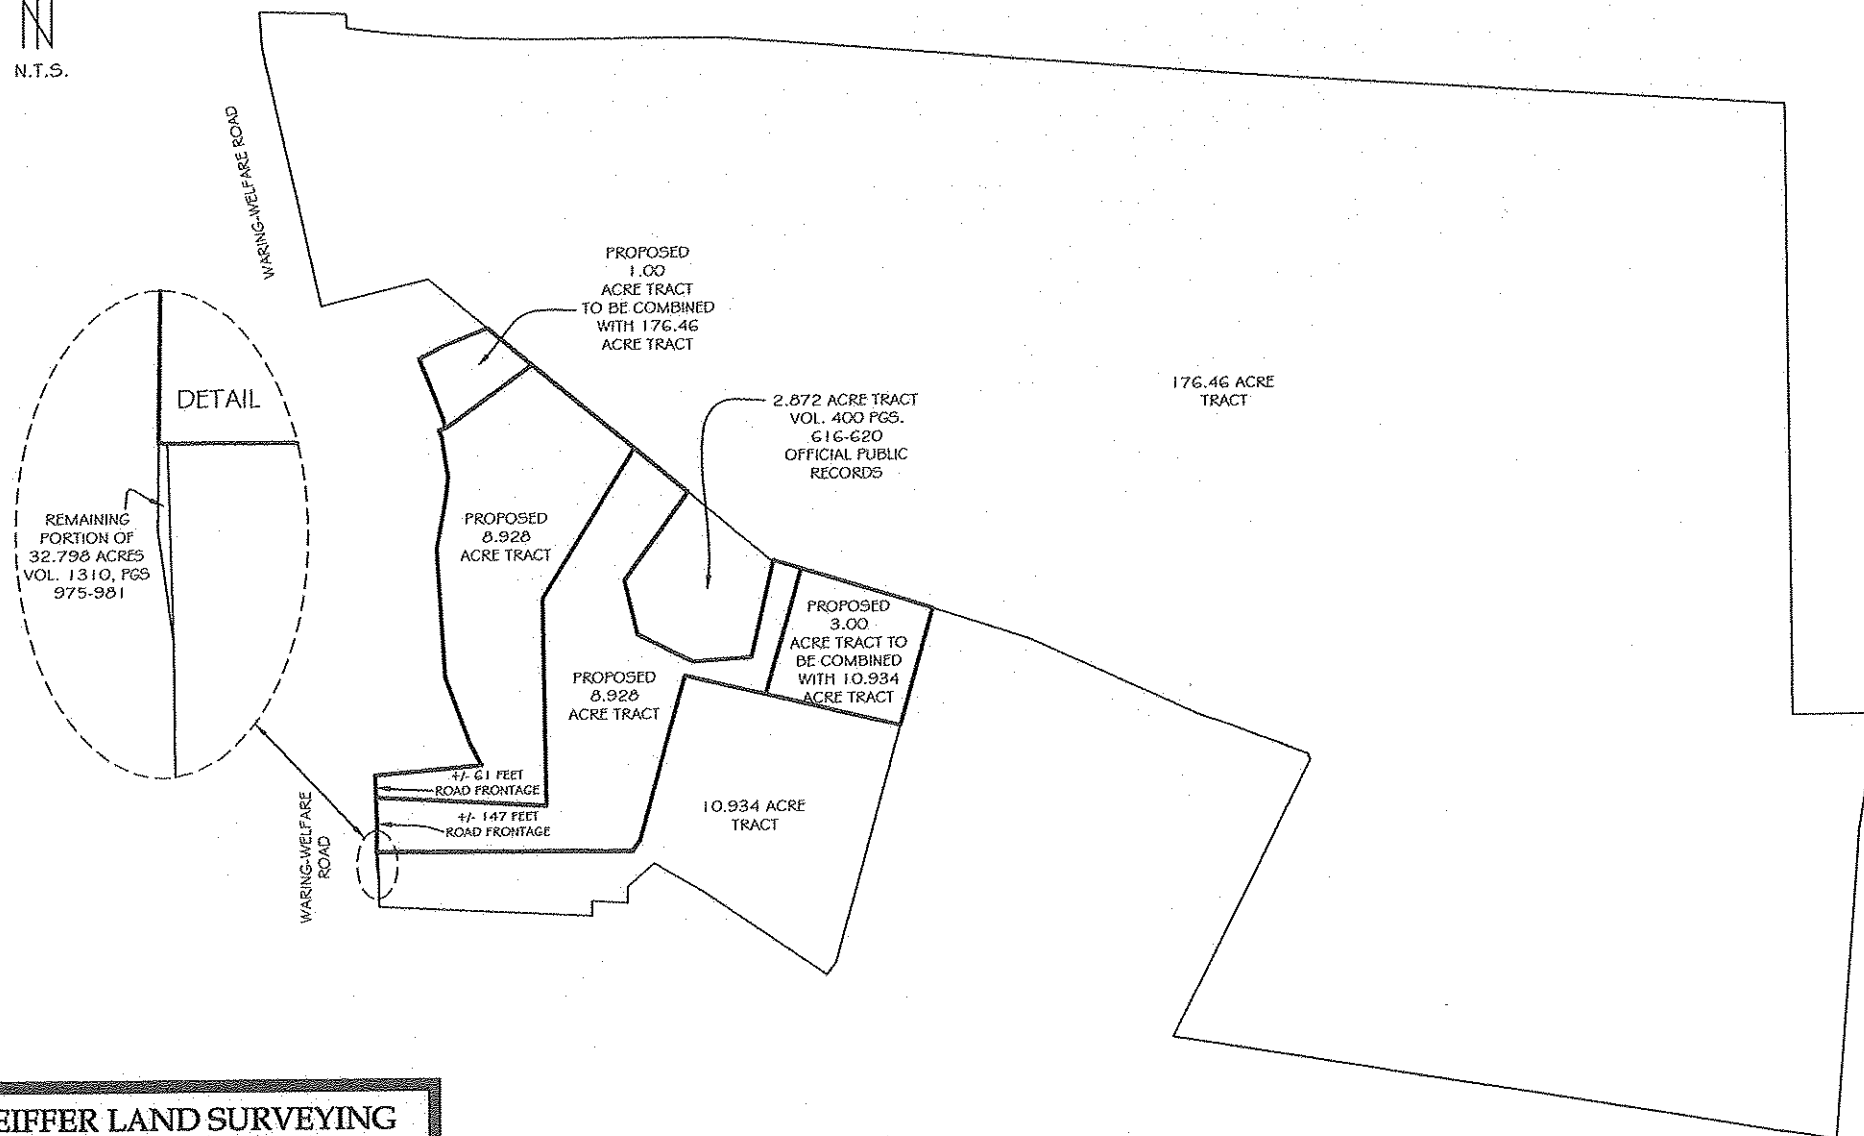 N
N.T.S.
WARING-WELFARE ROAD
PROPOSED
1.00
ACRE TRACT
TO BE COMBINED
WITH 176.46
ACRE TRACT
DETAIL
176.46 ACRE
TRACT
2.872 ACRE TRACT
VOL. 400 PGS.
616-620
OFFICIAL PUBLIC
RECORDS
REMAINING
PORTION OF
32.798 ACRES
VOL. 1310, PGS
975-981
PROPOSED
8.928
ACRE TRACT
PROPOSED
3.00
ACRE TRACT TO
BE COMBINED
WITH 10.934
ACRE TRACT
PROPOSED
8.928
ACRE TRACT
+/- 61 FEET
ROAD FRONTAGE
+/- 147 FEET
ROAD FRONTAGE
10.934 ACRE
TRACT
WARING-WELFARE
ROAD
EIFFER LAND SURVEYING